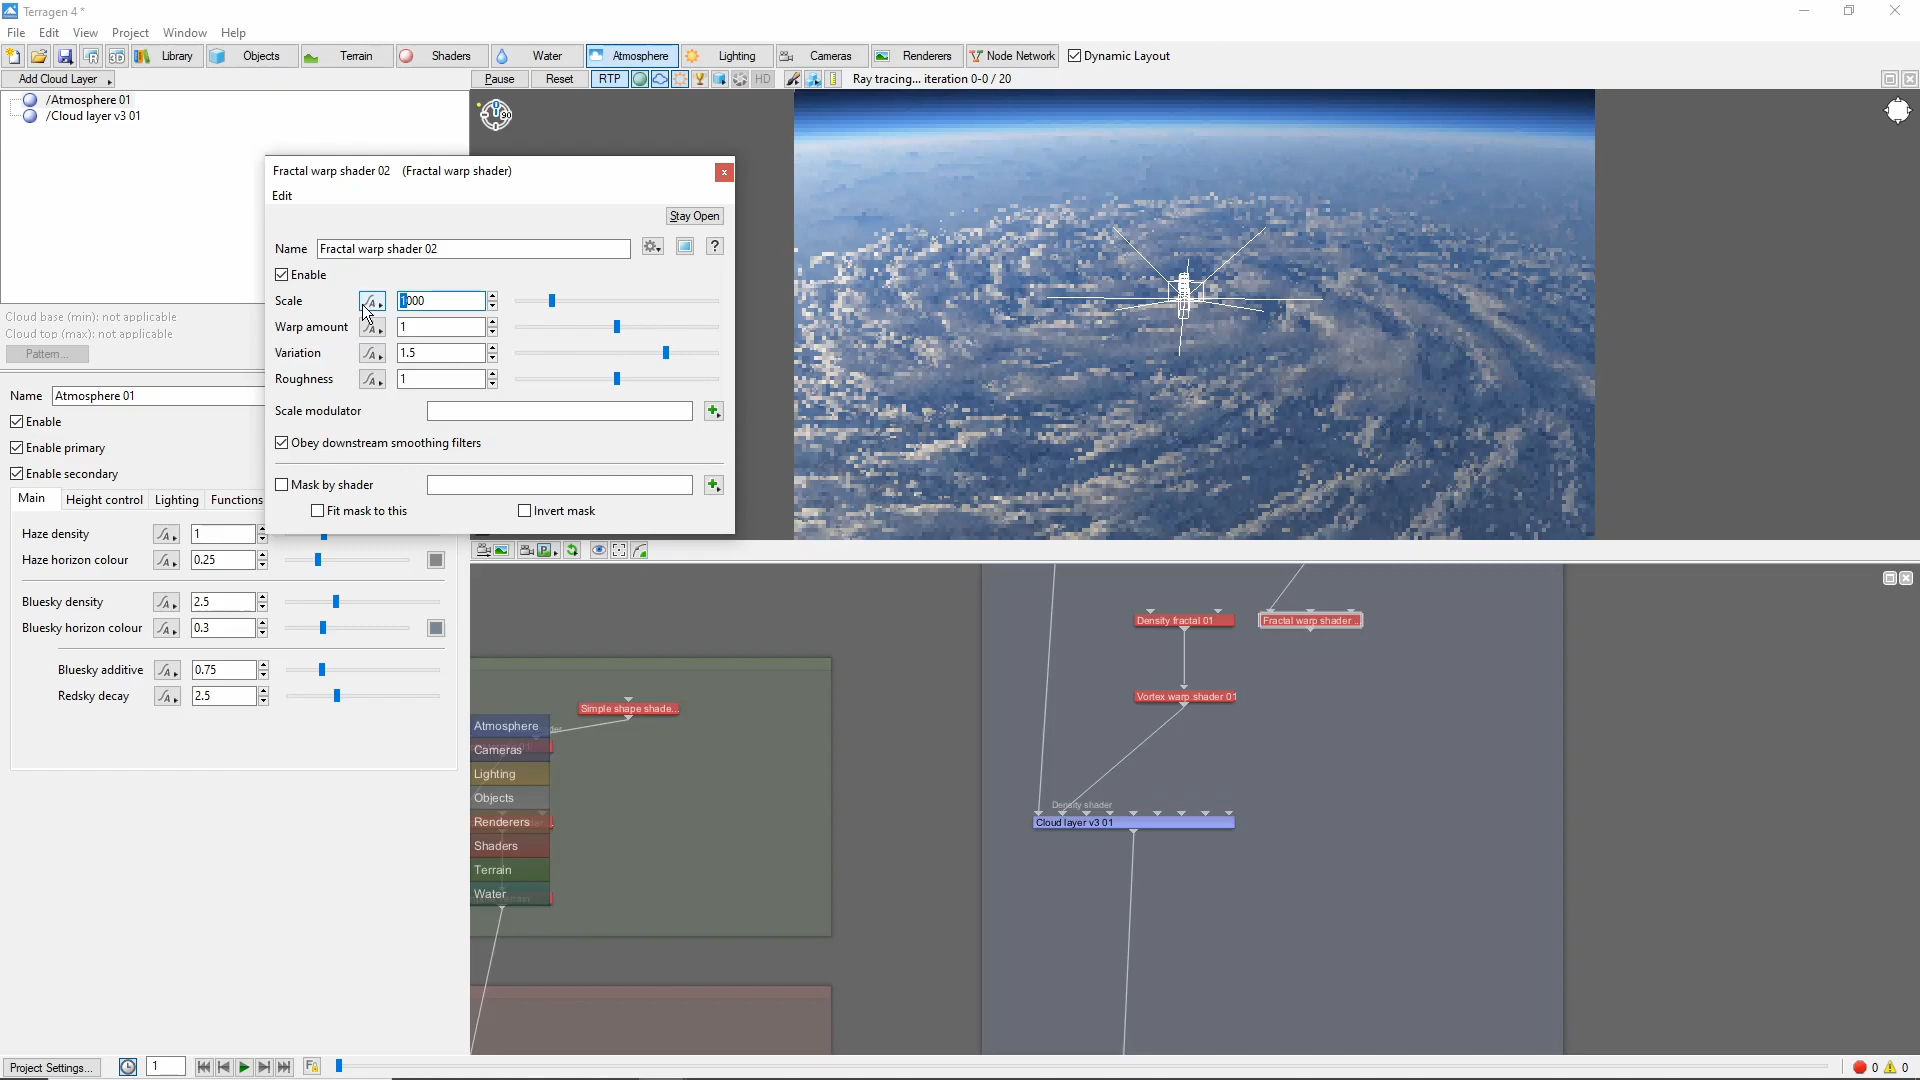 Terragen 4 *
File Edit View Project Window Help
Library Objects Terrain Shaders Water Atmosphere Lighting Cameras Renderers Node Network Dynamic Layout
Add Cloud Layer
Pause Reset RTP HD Ray tracing... iteration 0-0 / 20
/Atmosphere 01
/Cloud layer v3 01
90
Fractal warp shader 02 (Fractal warp shader)
x
Edit
Stay Open
Name Fractal warp shader 02 ?
Enable
Scale 1000
Warp amount 1
Variation 1.5
Roughness 1
Scale modulator
Obey downstream smoothing filters
Mask by shader
Fit mask to this Invert mask
Cloud base (min): not applicable
Cloud top (max): not applicable
Pattern...
Name Atmosphere 01
Enable
Enable primary
Enable secondary
Main Height control Lighting Functions
Haze density 1
Haze horizon colour 0.25
Bluesky density 2.5
Bluesky horizon colour 0.3
Bluesky additive 0.75
Redsky decay 2.5
P
Density fractal 01
Fractal warp shader ...
Vortex warp shader 01
Simple shape shade...
Density shader
Cloud layer v3 01
Atmosphere
Cameras
Lighting
Objects
Renderers
Shaders
Terrain
Water
Project Settings... 1 F 0 0